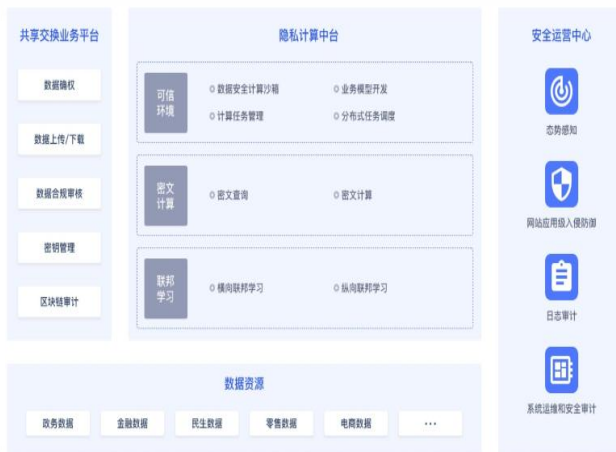 共享交换业务平台
数据确权
数据上传/下载
数据合规审核
密钥管理
区块链审计
隐私计算中台
可信
环境
数据安全计算沙箱
业务模型开发
计算任务管理
分布式任务调度
密文
计算
密文查询
密文计算
联邦
学习
横向联邦学习
纵向联邦学习
安全运营中心
态势感知
网站应用级入侵防御
日志审计
系统运维和安全审计
数据资源
政务数据
金融数据
民生数据
零售数据
电商数据
···